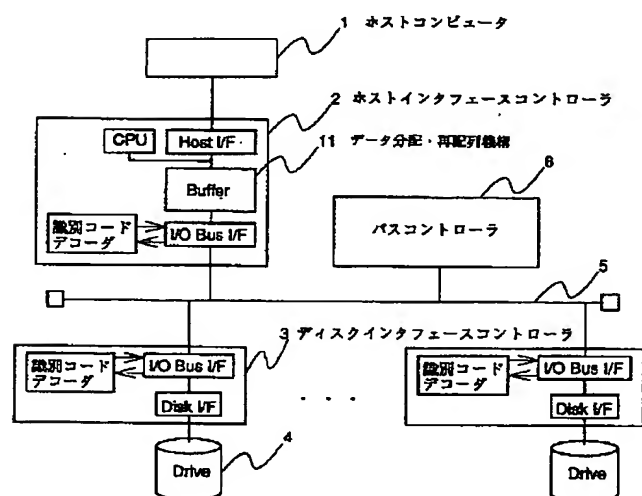 1 ホストコンピュータ
2 ホストインタフェースコントローラ
CPU
Host I/F
11 データ分配・再配列機構
Buffer
6
識別コード
デコーダ
I/O Bus I/F
バスコントローラ
5
3 ディスクインタフェースコントローラ
識別コード
デコーダ
I/O Bus I/F
Disk I/F
Drive
4
. . .
識別コード
デコーダ
I/O Bus I/F
Disk I/F
Drive